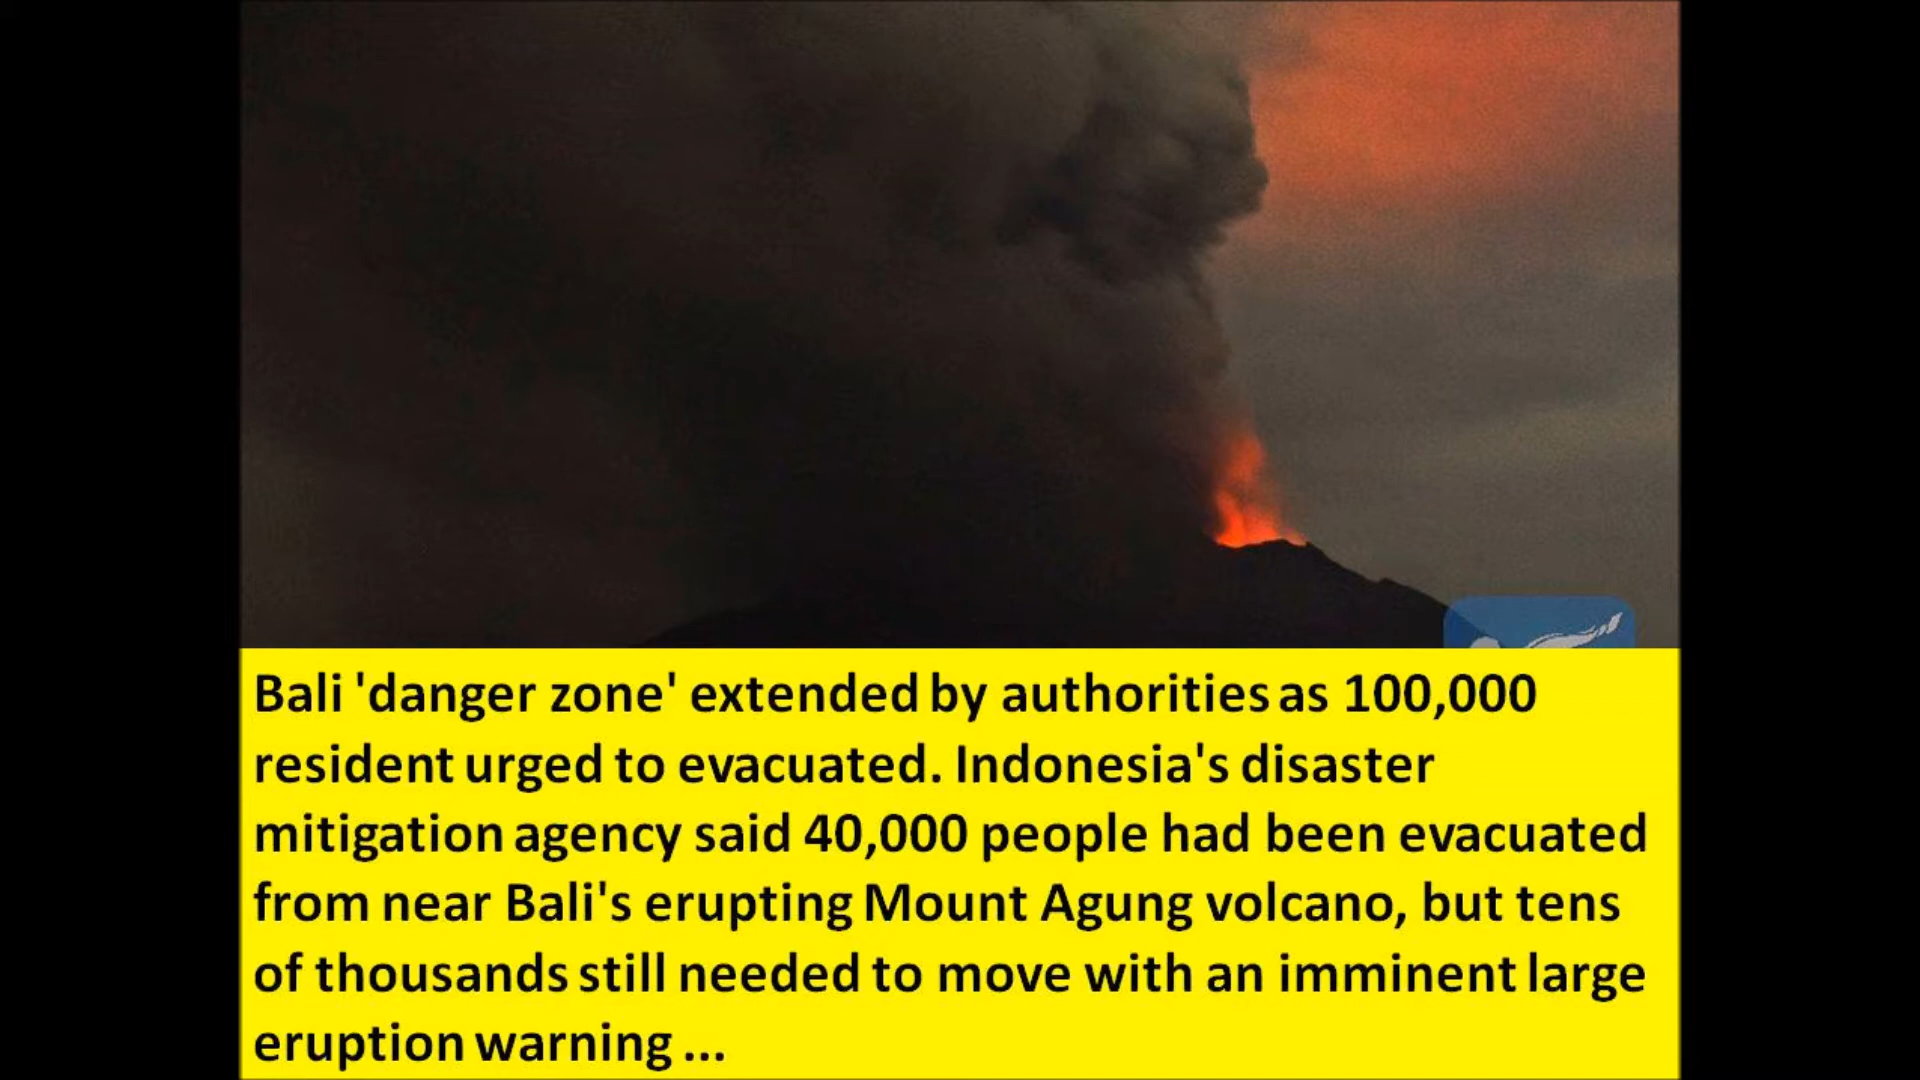 Bali 'danger zone' extended by authorities as 100,000
resident urged to evacuated. Indonesia's disaster
mitigation agency said 40,000 people had been evacuated
from near Bali's erupting Mount Agung volcano, but tens
of thousands still needed to move with an imminent large
eruption warning ...